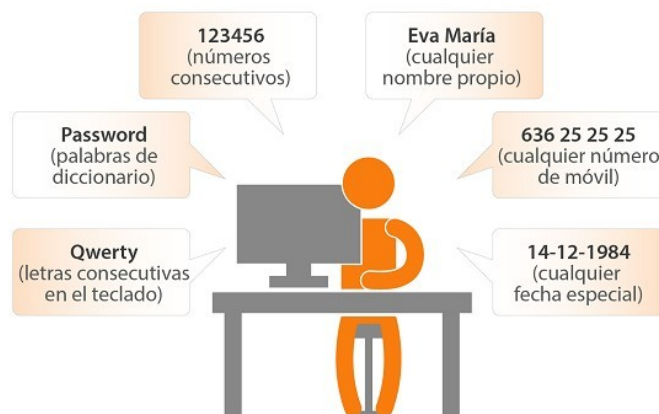 123456
(números
consecutivos)
Eva María
(cualquier
nombre propio)
Password
(palabras de
diccionario)
636 25 25 25
(cualquier número
de móvil)
Qwerty
(letras consecutivas
en el teclado)
14-12-1984
(cualquier
fecha especial)